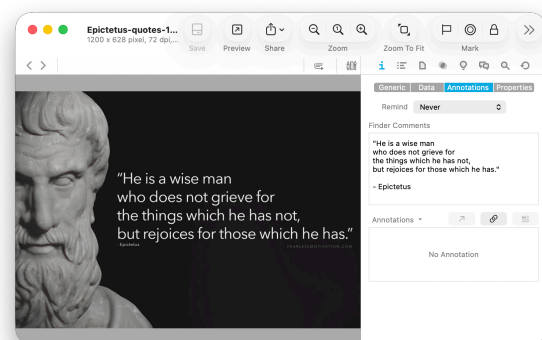 Epictetus-quotes-1...
1200 x 628 pixel, 72 dpi,...
Save
Preview
Share
Zoom
Zoom To Fit
Mark
Generic
Data
Annotations
Properties
Remind
Never
Finder Comments
"He is a wise man
who does not grieve for
the things which he has not,
but rejoices for those which he has."
– Epictetus
Annotations
No Annotation
“He is a wise man
who does not grieve for
the things which he has not,
but rejoices for those which he has.”
- Epictetus
FEARLESSMOTIVATION.COM